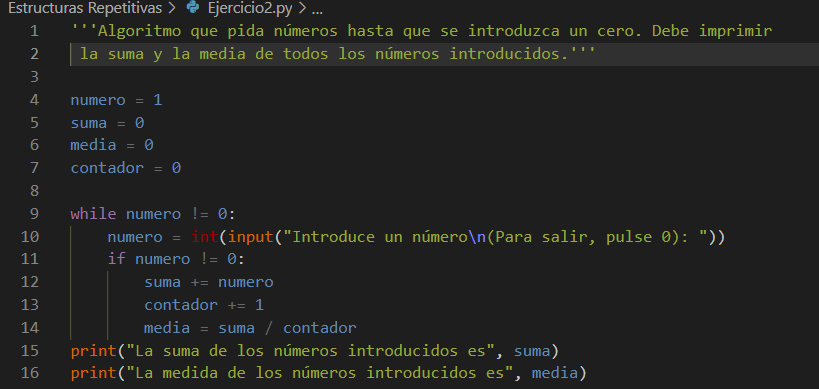 Estructuras Repetitivas > Ejercicio2.py > ...
1 '''Algoritmo que pida números hasta que se introduzca un cero. Debe imprimir
2 la suma y la media de todos los números introducidos.'''
3
4 numero = 1
5 suma = 0
6 media = 0
7 contador = 0
8
9 while numero != 0:
10     numero = int(input("Introduce un número\n(Para salir, pulse 0): "))
11     if numero != 0:
12         suma += numero
13         contador += 1
14         media = suma / contador
15 print("La suma de los números introducidos es", suma)
16 print("La medida de los números introducidos es", media)